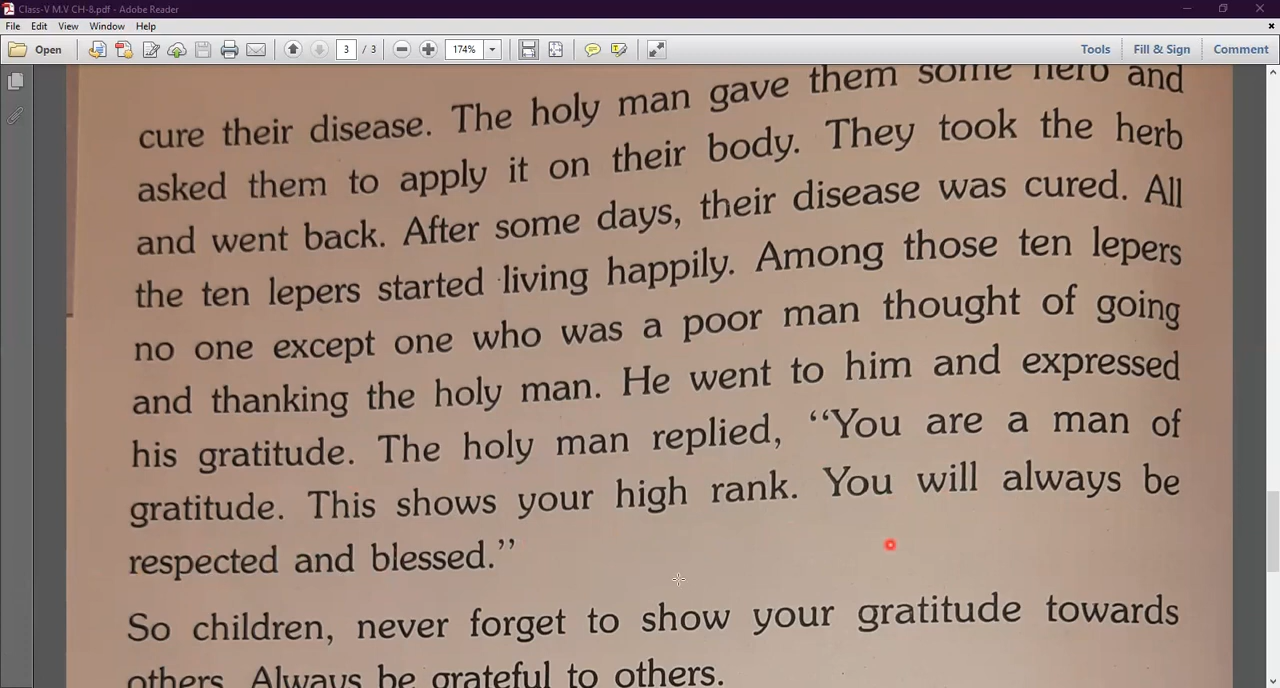 Class-V M.V CH-8.pdf - Adobe Reader
File Edit View Window Help
Open 3 / 3 174% Tools Fill & Sign Comment
cure their disease. The holy man gave them some herb and
asked them to apply it on their body. They took the herb
and went back. After some days, their disease was cured. All
the ten lepers started living happily. Among those ten lepers
no one except one who was a poor man thought of going
and thanking the holy man. He went to him and expressed
his gratitude. The holy man replied, “You are a man of
gratitude. This shows your high rank. You will always be
respected and blessed.”
So children, never forget to show your gratitude towards
others. Always be grateful to others.